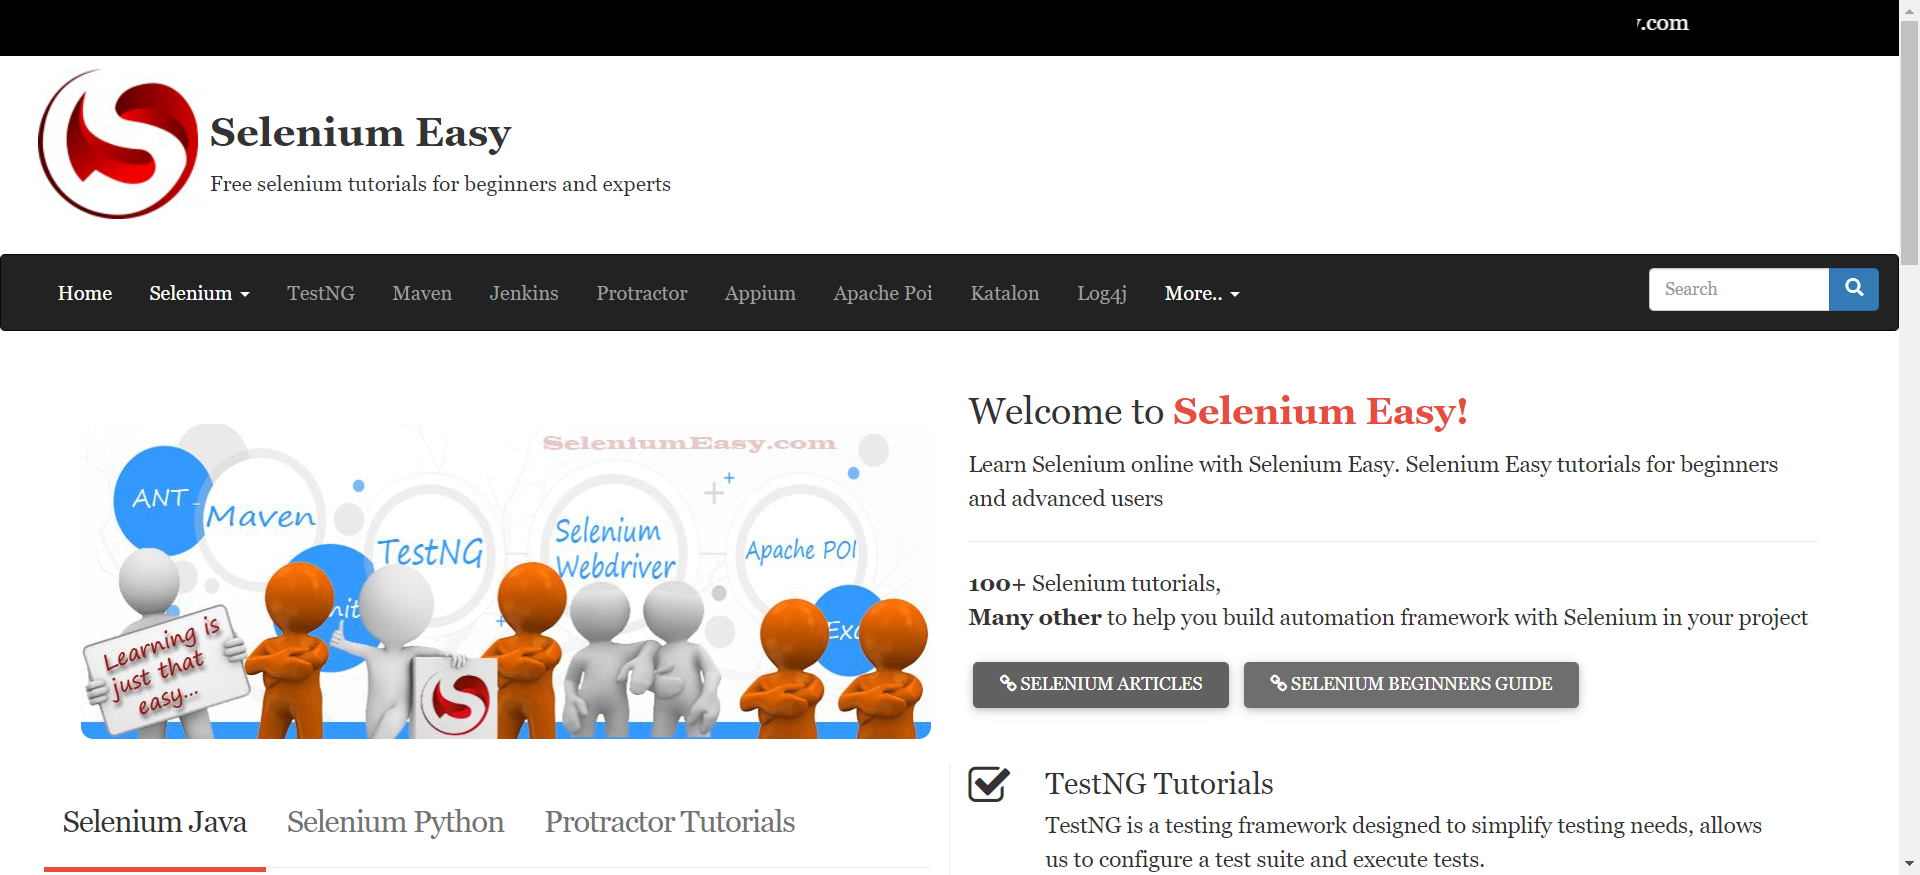 .com
Selenium Easy
Free selenium tutorials for beginners and experts
Home Selenium TestNG Maven Jenkins Protractor Appium Apache Poi Katalon Log4j More.. Search
SeleniumEasy.com
ANT
Maven
TestNG
Selenium
Webdriver
Apache POI
Learning is
just that
easy...
Welcome to Selenium Easy!
Learn Selenium online with Selenium Easy. Selenium Easy tutorials for beginners
and advanced users
100+ Selenium tutorials,
Many other to help you build automation framework with Selenium in your project
SELENIUM ARTICLES SELENIUM BEGINNERS GUIDE
Selenium Java Selenium Python Protractor Tutorials
TestNG Tutorials
TestNG is a testing framework designed to simplify testing needs, allows
us to configure a test suite and execute tests.